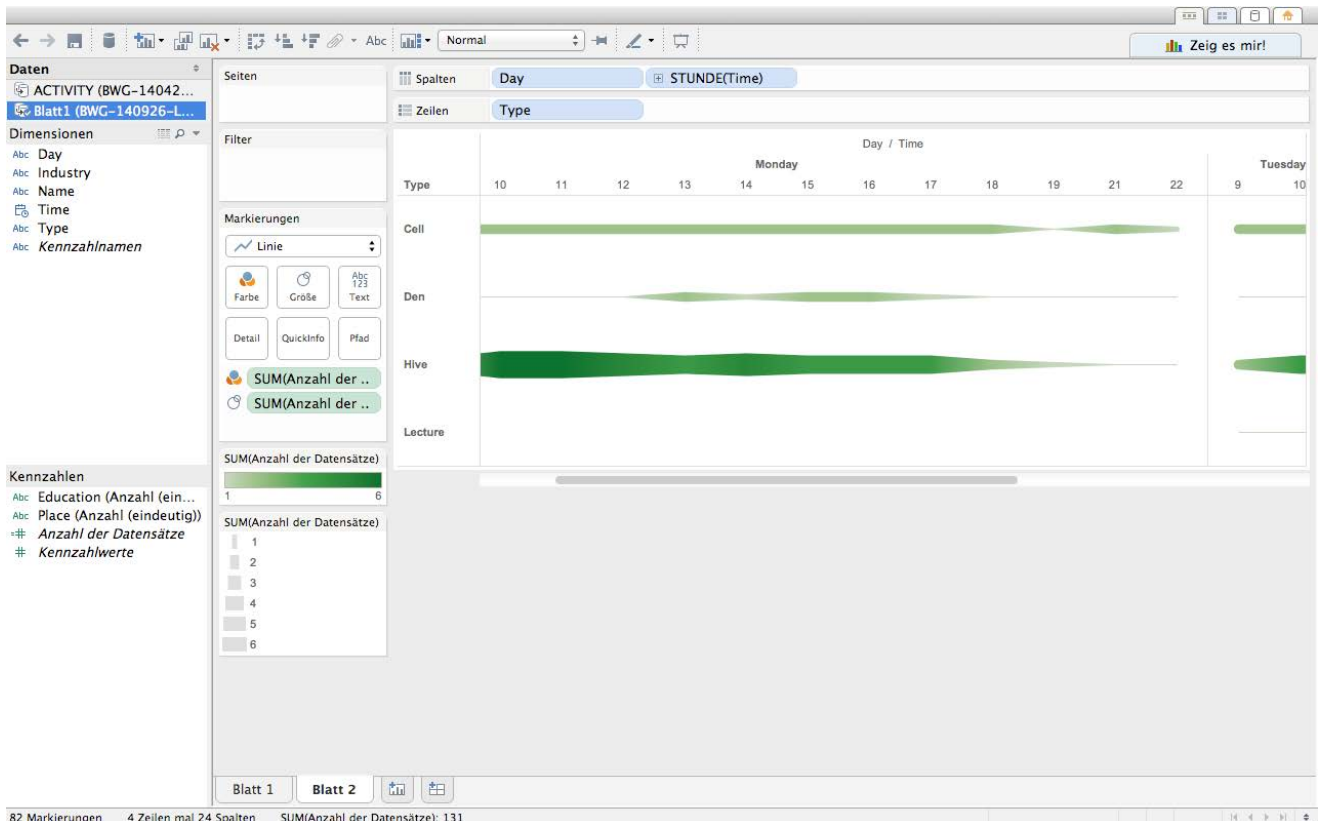 Abc
Normal
Zeig es mir!
Daten
ACTIVITY (BWG-14042...
Blatt1 (BWG-140926-L...
Dimensionen
Abc Day
Abc Industry
Abc Name
Time
Abc Type
Abc Kennzahlnamen
Kennzahlen
Abc Education (Anzahl (ein...
Abc Place (Anzahl (eindeutig))
=# Anzahl der Datensätze
# Kennzahlwerte
Seiten
Filter
Markierungen
Linie
Farbe Größe Abc 123 Text
Detail QuickInfo Pfad
SUM(Anzahl der ..
SUM(Anzahl der ..
SUM(Anzahl der Datensätze)
1 6
SUM(Anzahl der Datensätze)
1
2
3
4
5
6
Spalten Day STUNDE(Time)
Zeilen Type
Day / Time
Monday Tuesday
Type 10 11 12 13 14 15 16 17 18 19 21 22 9 10
Cell
Den
Hive
Lecture
Blatt 1 Blatt 2
82 Markierungen 4 Zeilen mal 24 Spalten SUM(Anzahl der Datensätze): 131